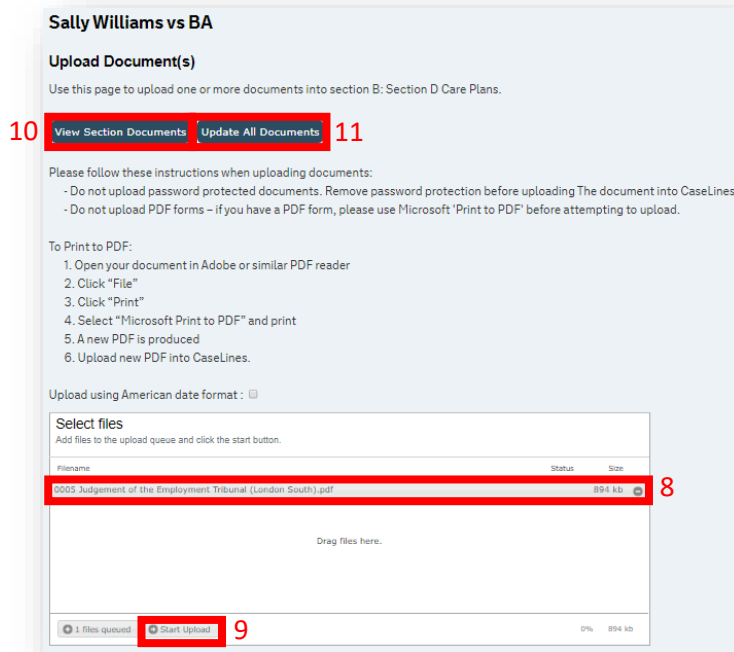 Sally Williams vs BA
Upload Document(s)
Use this page to upload one or more documents into section B: Section D Care Plans.
10 View Section Documents Update All Documents 11
Please follow these instructions when uploading documents:
- Do not upload password protected documents. Remove password protection before uploading The document into CaseLines
- Do not upload PDF forms – if you have a PDF form, please use Microsoft 'Print to PDF' before attempting to upload.
To Print to PDF:
1. Open your document in Adobe or similar PDF reader
2. Click “File”
3. Click “Print”
4. Select “Microsoft Print to PDF” and print
5. A new PDF is produced
6. Upload new PDF into CaseLines.
Upload using American date format :
Select files
Add files to the upload queue and click the start button.
Filename Status Size
0005 Judgement of the Employment Tribunal (London South).pdf 894 kb 8
Drag files here.
1 files queued Start Upload 9 0% 894 kb